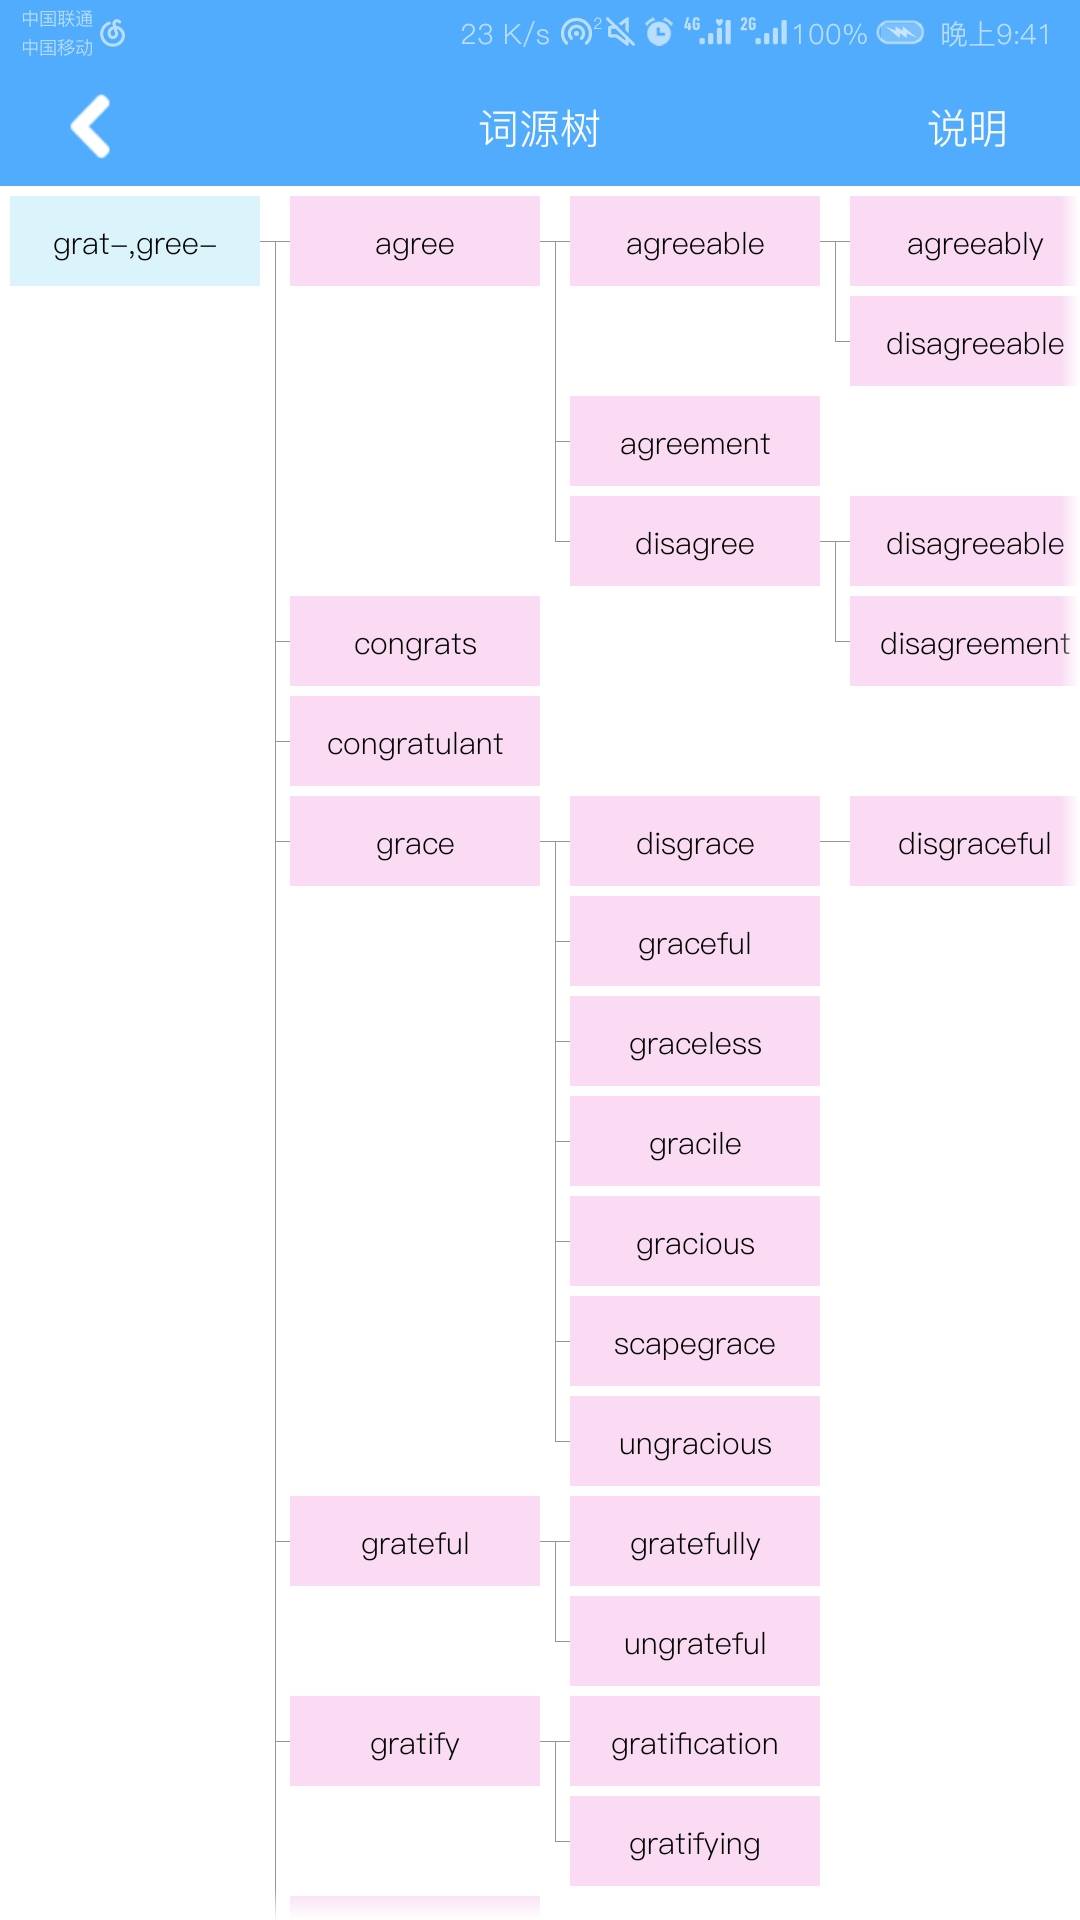 中国联通
中国移动
23 K/s 2 4G 2G 100% 晚上9:41
词源树 说明
grat-,gree- agree agreeable agreeably
disagreeable
agreement
disagree disagreeable
congrats disagreement
congratulant
grace disgrace disgraceful
graceful
graceless
gracile
gracious
scapegrace
ungracious
grateful gratefully
ungrateful
gratify gratification
gratifying